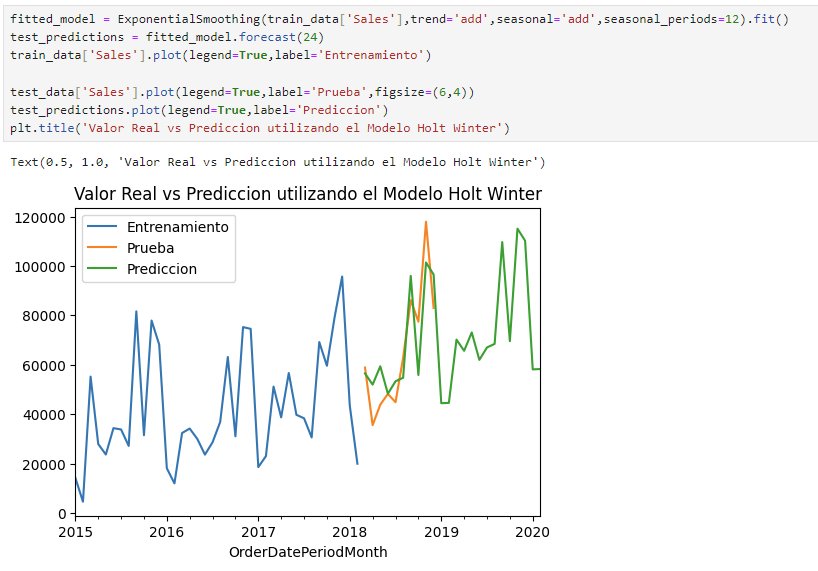 fitted_model = ExponentialSmoothing(train_data['Sales'],trend='add',seasonal='add',seasonal_periods=12).fit()
test_predictions = fitted_model.forecast(24)
train_data['Sales'].plot(legend=True,label='Entrenamiento')
test_data['Sales'].plot(legend=True,label='Prueba',figsize=(6,4))
test_predictions.plot(legend=True,label='Prediccion')
plt.title('Valor Real vs Prediccion utilizando el Modelo Holt Winter')
Text(0.5, 1.0, 'Valor Real vs Prediccion utilizando el Modelo Holt Winter')
Valor Real vs Prediccion utilizando el Modelo Holt Winter
120000
100000
80000
60000
40000
20000
0
Entrenamiento
Prueba
Prediccion
2015 2016 2017 2018 2019 2020
OrderDatePeriodMonth